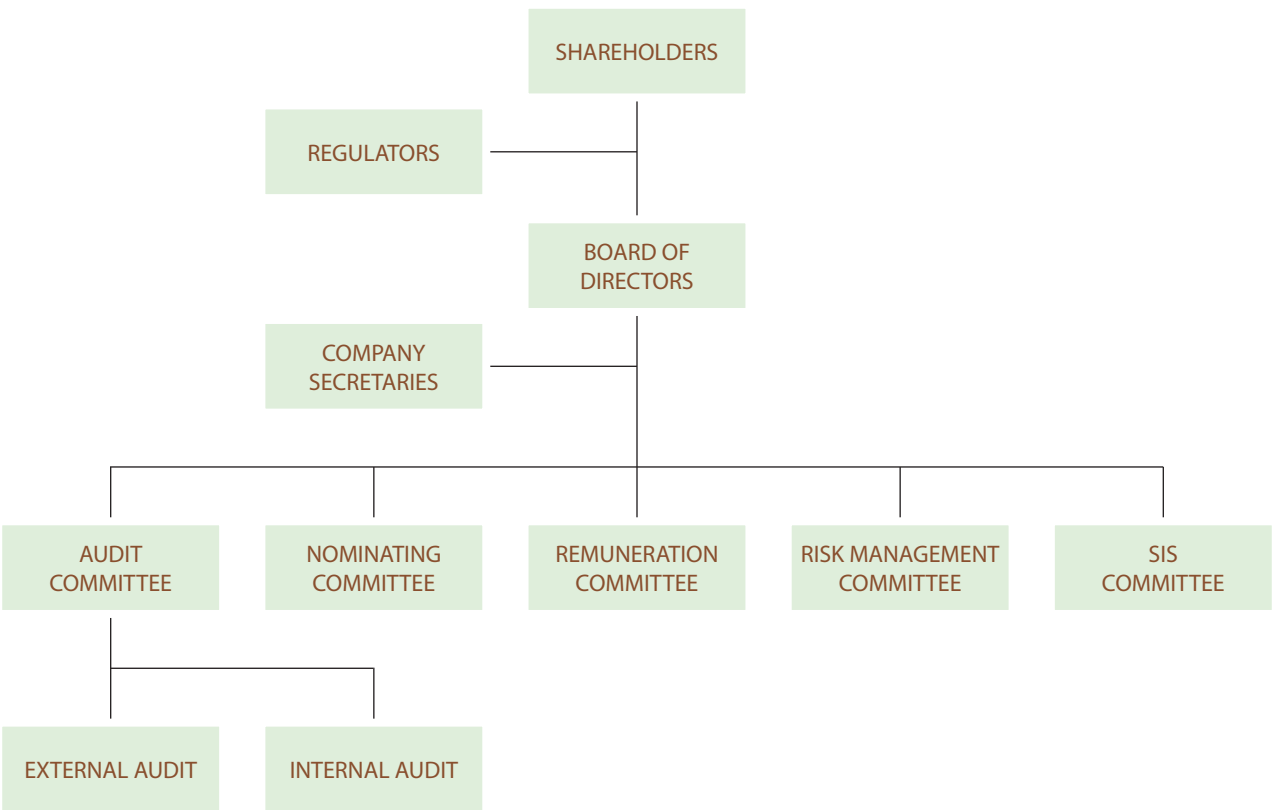 SHAREHOLDERS
REGULATORS
BOARD OF
DIRECTORS
COMPANY
SECRETARIES
AUDIT
COMMITTEE
NOMINATING
COMMITTEE
REMUNERATION
COMMITTEE
RISK MANAGEMENT
COMMITTEE
SIS
COMMITTEE
EXTERNAL AUDIT
INTERNAL AUDIT